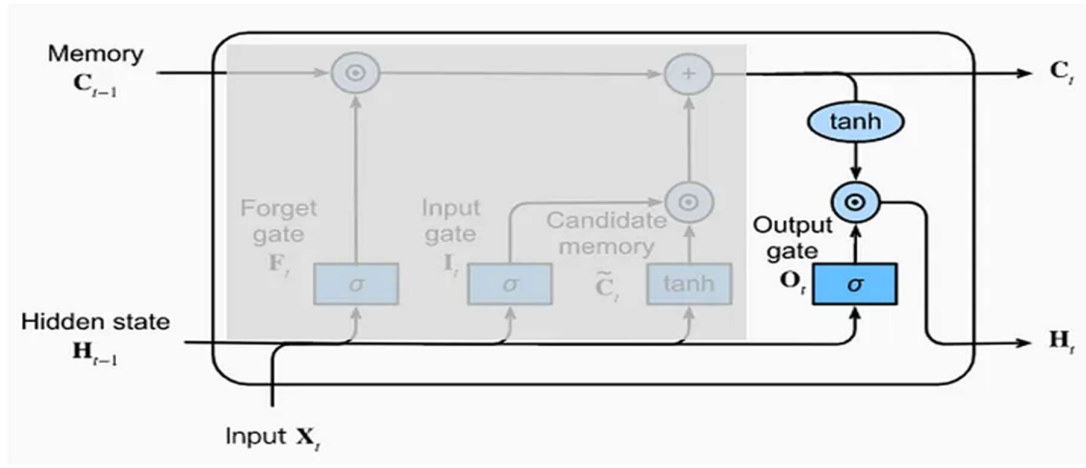 Memory
C_{t-1}
C_t
tanh
Forget
gate
F_t
Input
gate
I_t
Candidate
memory
C̃_t
Output
gate
O_t
σ
σ
tanh
σ
Hidden state
H_{t-1}
H_t
Input X_t